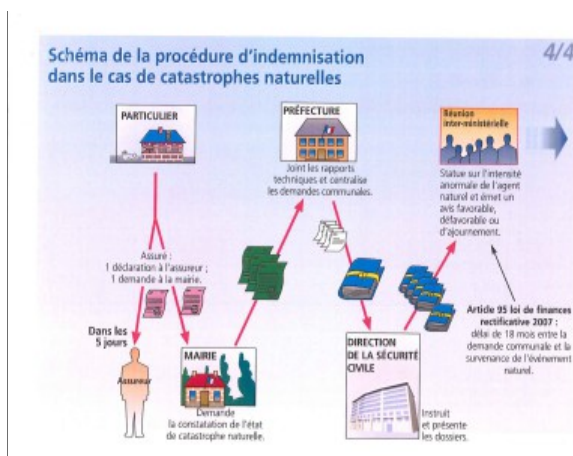 Schéma de la procédure d'indemnisation
dans le cas de catastrophes naturelles
4/4
PARTICULIER
Assuré :
1 déclaration à l'assureur ;
1 demande à la mairie.
Dans les
5 jours
Assureur
MAIRIE
Demande
la constatation de l'état
de catastrophe naturelle.
PRÉFECTURE
Joint les rapports
techniques et centralise
les demandes communales.
DIRECTION
DE LA SÉCURITÉ
CIVILE
Instruit
et présente
les dossiers.
Réunion
inter-ministérielle
Statue sur l'intensité
anormale de l'agent
naturel et émet un
avis favorable,
défavorable ou
d'ajournement.
Article 95 loi de finances
rectificative 2007 :
délai de 18 mois entre la
demande communale et la
survenance de l'événement
naturel.